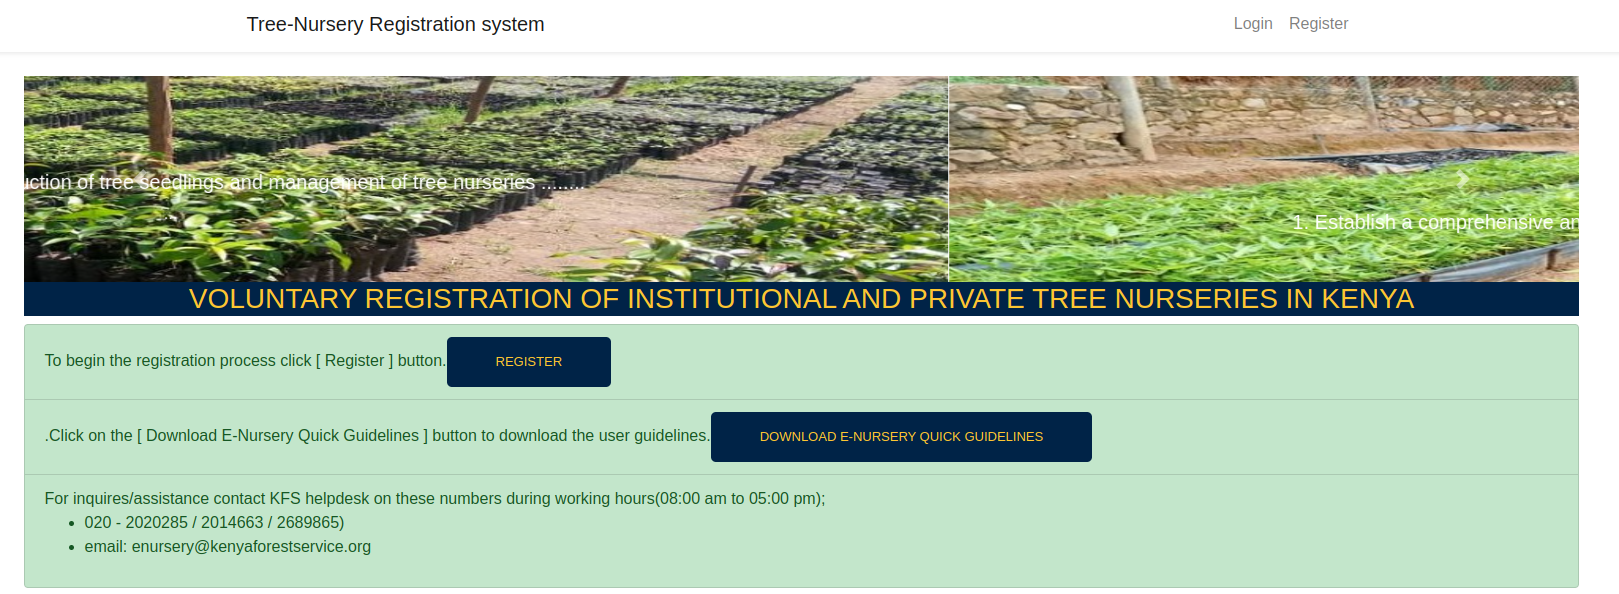 Tree-Nursery Registration system
Login Register
uction of tree seedlings and management of tree nurseries ........
1. Establish a comprehensive an
VOLUNTARY REGISTRATION OF INSTITUTIONAL AND PRIVATE TREE NURSERIES IN KENYA
To begin the registration process click [ Register ] button. REGISTER
.Click on the [ Download E-Nursery Quick Guidelines ] button to download the user guidelines. DOWNLOAD E-NURSERY QUICK GUIDELINES
For inquires/assistance contact KFS helpdesk on these numbers during working hours(08:00 am to 05:00 pm);
• 020 - 2020285 / 2014663 / 2689865)
• email: enursery@kenyaforestservice.org